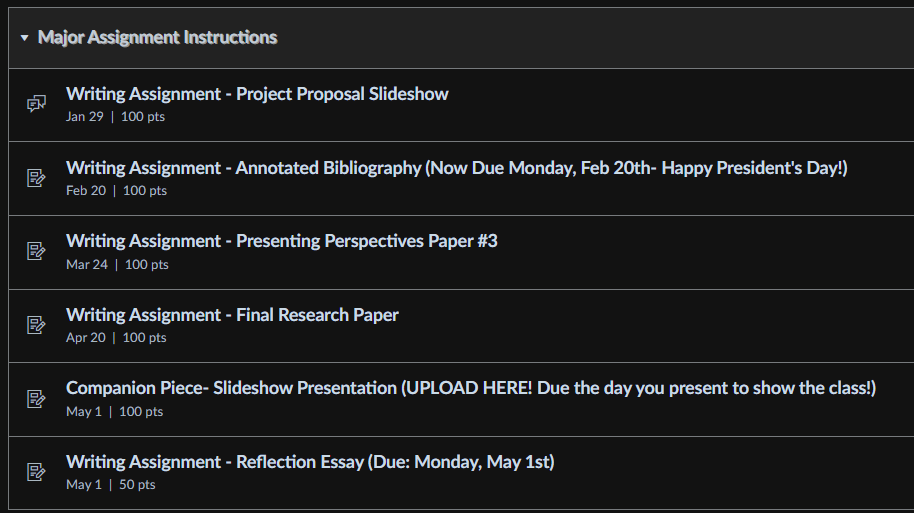 Major Assignment Instructions
Writing Assignment - Project Proposal Slideshow
Jan 29 | 100 pts
Writing Assignment - Annotated Bibliography (Now Due Monday, Feb 20th- Happy President's Day!)
Feb 20 | 100 pts
Writing Assignment - Presenting Perspectives Paper #3
Mar 24 | 100 pts
Writing Assignment - Final Research Paper
Apr 20 | 100 pts
Companion Piece- Slideshow Presentation (UPLOAD HERE! Due the day you present to show the class!)
May 1 | 100 pts
Writing Assignment - Reflection Essay (Due: Monday, May 1st)
May 1 | 50 pts